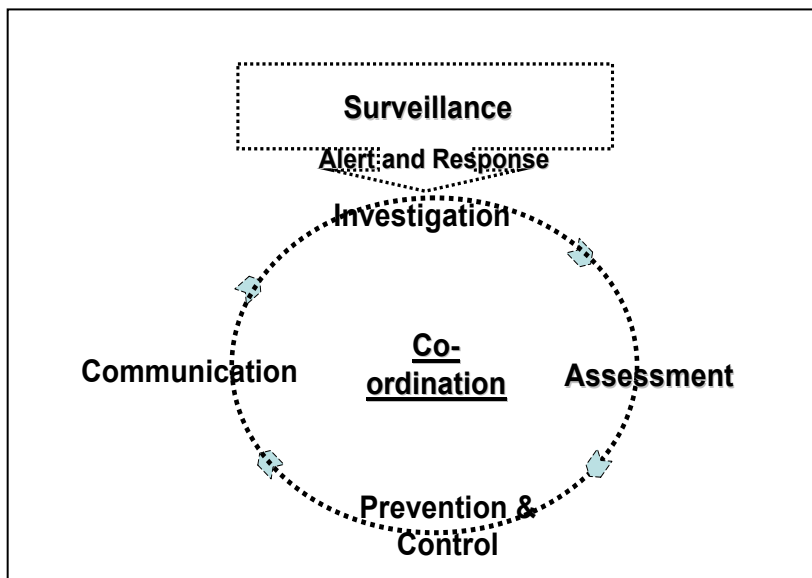 Surveillance
Alert and Response
Investigation
Communication
Co-
ordination
Assessment
Prevention &
Control